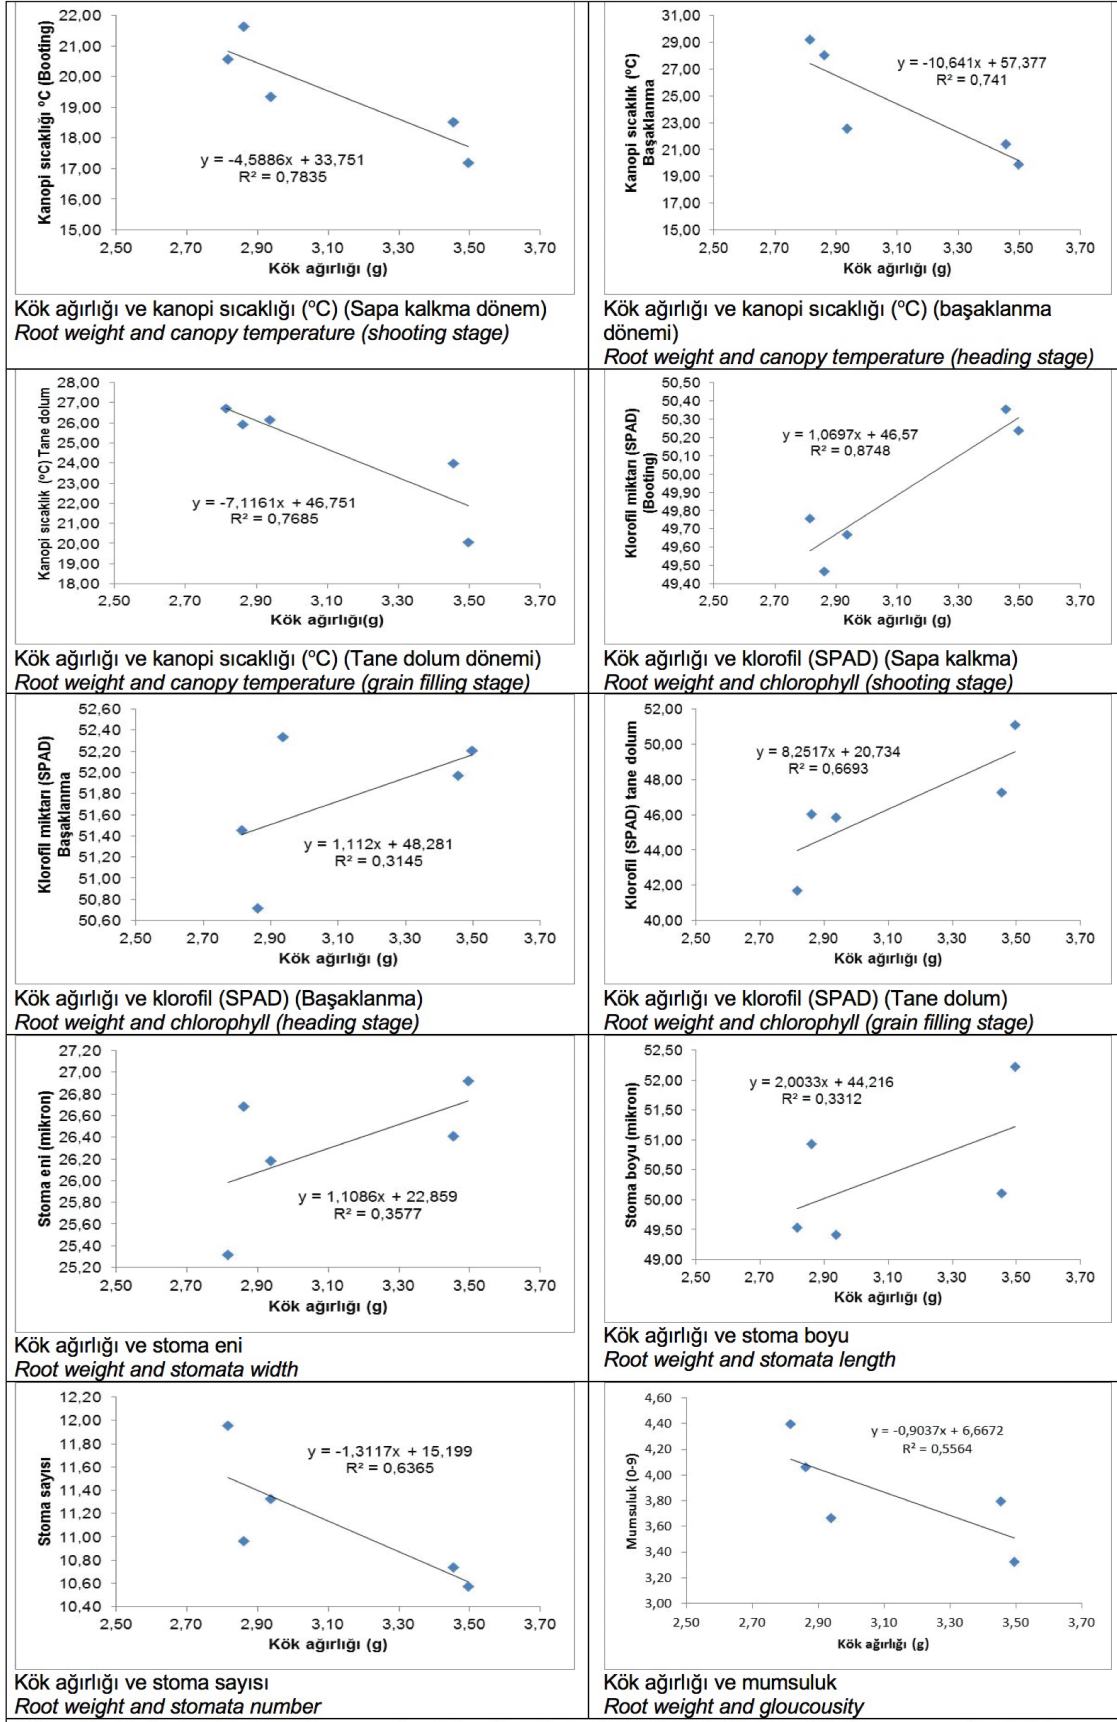 22,00
21,00
20,00
19,00
18,00
17,00
16,00
15,00
2,50 2,70 2,90 3,10 3,30 3,50 3,70
Kanopi sıcaklığı ºC (Booting)
y = -4,5886x + 33,751
R² = 0,7835
Kök ağırlığı (g)
Kök ağırlığı ve kanopi sıcaklığı (ºC) (Sapa kalkma dönem)
Root weight and canopy temperature (shooting stage)
31,00
29,00
27,00
25,00
23,00
21,00
19,00
17,00
15,00
2,50 2,70 2,90 3,10 3,30 3,50 3,70
Kanopi sıcaklık (ºC)
Başaklanma
y = -10,641x + 57,377
R² = 0,741
Kök ağırlığı (g)
Kök ağırlığı ve kanopi sıcaklığı (ºC) (başaklanma
dönemi)
Root weight and canopy temperature (heading stage)
28,00
27,00
26,00
25,00
24,00
23,00
22,00
21,00
20,00
19,00
18,00
2,50 2,70 2,90 3,10 3,30 3,50 3,70
Kanopi sıcaklık (ºC) Tane dolum
y = -7,1161x + 46,751
R² = 0,7685
Kök ağırlığı(g)
Kök ağırlığı ve kanopi sıcaklığı (ºC) (Tane dolum dönemi)
Root weight and canopy temperature (grain filling stage)
50,50
50,40
50,30
50,20
50,10
50,00
49,90
49,80
49,70
49,60
49,50
49,40
2,50 2,70 2,90 3,10 3,30 3,50 3,70
Klorofil miktarı (SPAD)
(Booting)
y = 1,0697x + 46,57
R² = 0,8748
Kök ağırlığı (g)
Kök ağırlığı ve klorofil (SPAD) (Sapa kalkma)
Root weight and chlorophyll (shooting stage)
52,60
52,40
52,20
52,00
51,80
51,60
51,40
51,20
51,00
50,80
50,60
2,50 2,70 2,90 3,10 3,30 3,50 3,70
Klorofil miktarı (SPAD)
Başaklanma
y = 1,112x + 48,281
R² = 0,3145
Kök ağırlığı (g)
Kök ağırlığı ve klorofil (SPAD) (Başaklanma)
Root weight and chlorophyll (heading stage)
52,00
50,00
48,00
46,00
44,00
42,00
40,00
2,50 2,70 2,90 3,10 3,30 3,50 3,70
Klorofil (SPAD) tane dolum
y = 8,2517x + 20,734
R² = 0,6693
Kök ağırlığı (g)
Kök ağırlığı ve klorofil (SPAD) (Tane dolum)
Root weight and chlorophyll (grain filling stage)
27,20
26,80
26,60
26,40
26,00
25,80
25,60
25,40
25,20
2,50 2,70 2,90 3,10 3,30 3,50 3,70
Stoma eni (mikron)
y = 1,1086x + 22,859
R² = 0,3577
Kök ağırlığı (g)
Kök ağırlığı ve stoma eni
Root weight and stomata width
52,50
52,00
51,50
51,00
50,50
50,00
49,50
49,00
2,50 2,70 2,90 3,10 3,30 3,50 3,70
Stoma boyu (mikron)
y = 2,0033x + 44,216
R² = 0,3312
Kök ağırlığı (g)
Kök ağırlığı ve stoma boyu
Root weight and stomata length
12,20
12,00
11,80
11,60
11,40
11,20
11,00
10,80
10,60
10,40
2,50 2,70 2,90 3,10 3,30 3,50 3,70
Stoma sayısı
y = -1,3117x + 15,199
R² = 0,6365
Kök ağırlığı (g)
Kök ağırlığı ve stoma sayısı
Root weight and stomata number
4,60
4,40
4,20
4,00
3,80
3,60
3,40
3,20
3,00
2,50 2,70 2,90 3,10 3,30 3,50 3,70
Mumsuluk (0-9)
y = -0,9037x + 6,6672
R² = 0,5564
Kök ağırlığı (g)
Kök ağırlığı ve mumsuluk
Root weight and gloucousity